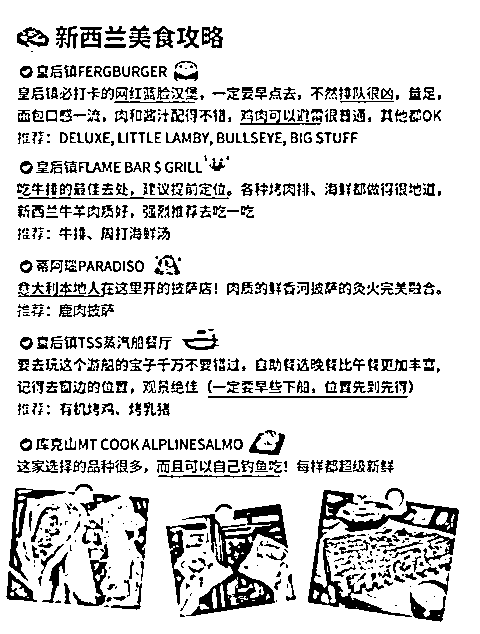 新西兰美食攻略
皇后镇FERGBURGER
皇后镇必打卡的网红蓝脸汉堡，一定要早点去，不然排队很凶，量足，
面包口感一流，肉和酱汁配得不错，鸡肉可以避雷很普通，其他都OK
推荐：DELUXE, LITTLE LAMBY, BULLSEYE, BIG STUFF
皇后镇FLAME BAR $ GRILL
吃牛排的最佳去处，建议提前定位。各种烤肉排、海鲜都做得很地道，
新西兰牛羊肉质好，强烈推荐去吃一吃
推荐：牛排、周打海鲜汤
蒂阿瑙PARADISO
意大利本地人在这里开的披萨店！肉质的鲜香河披萨的炙火完美融合。
推荐：鹿肉披萨
皇后镇TSS蒸汽船餐厅
要去玩这个游船的宝子千万不要错过，自助餐选晚餐比午餐更加丰富，
记得去窗边的位置，观景绝佳（一定要早些下船，位置先到先得）
推荐：有机烤鸡、烤乳猪
库克山MT COOK ALPLINESALMO
这家选择的品种很多，而且可以自己钓鱼吃！每样都超级新鲜